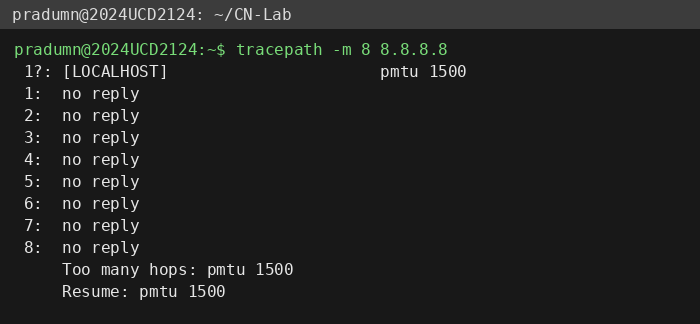 pradumn@2024UCD2124: ~/CN-Lab
pradumn@2024UCD2124:~$ tracepath -m 8 8.8.8.8
1?: [LOCALHOST] pmtu 1500
1: no reply
2: no reply
3: no reply
4: no reply
5: no reply
6: no reply
7: no reply
8: no reply
Too many hops: pmtu 1500
Resume: pmtu 1500